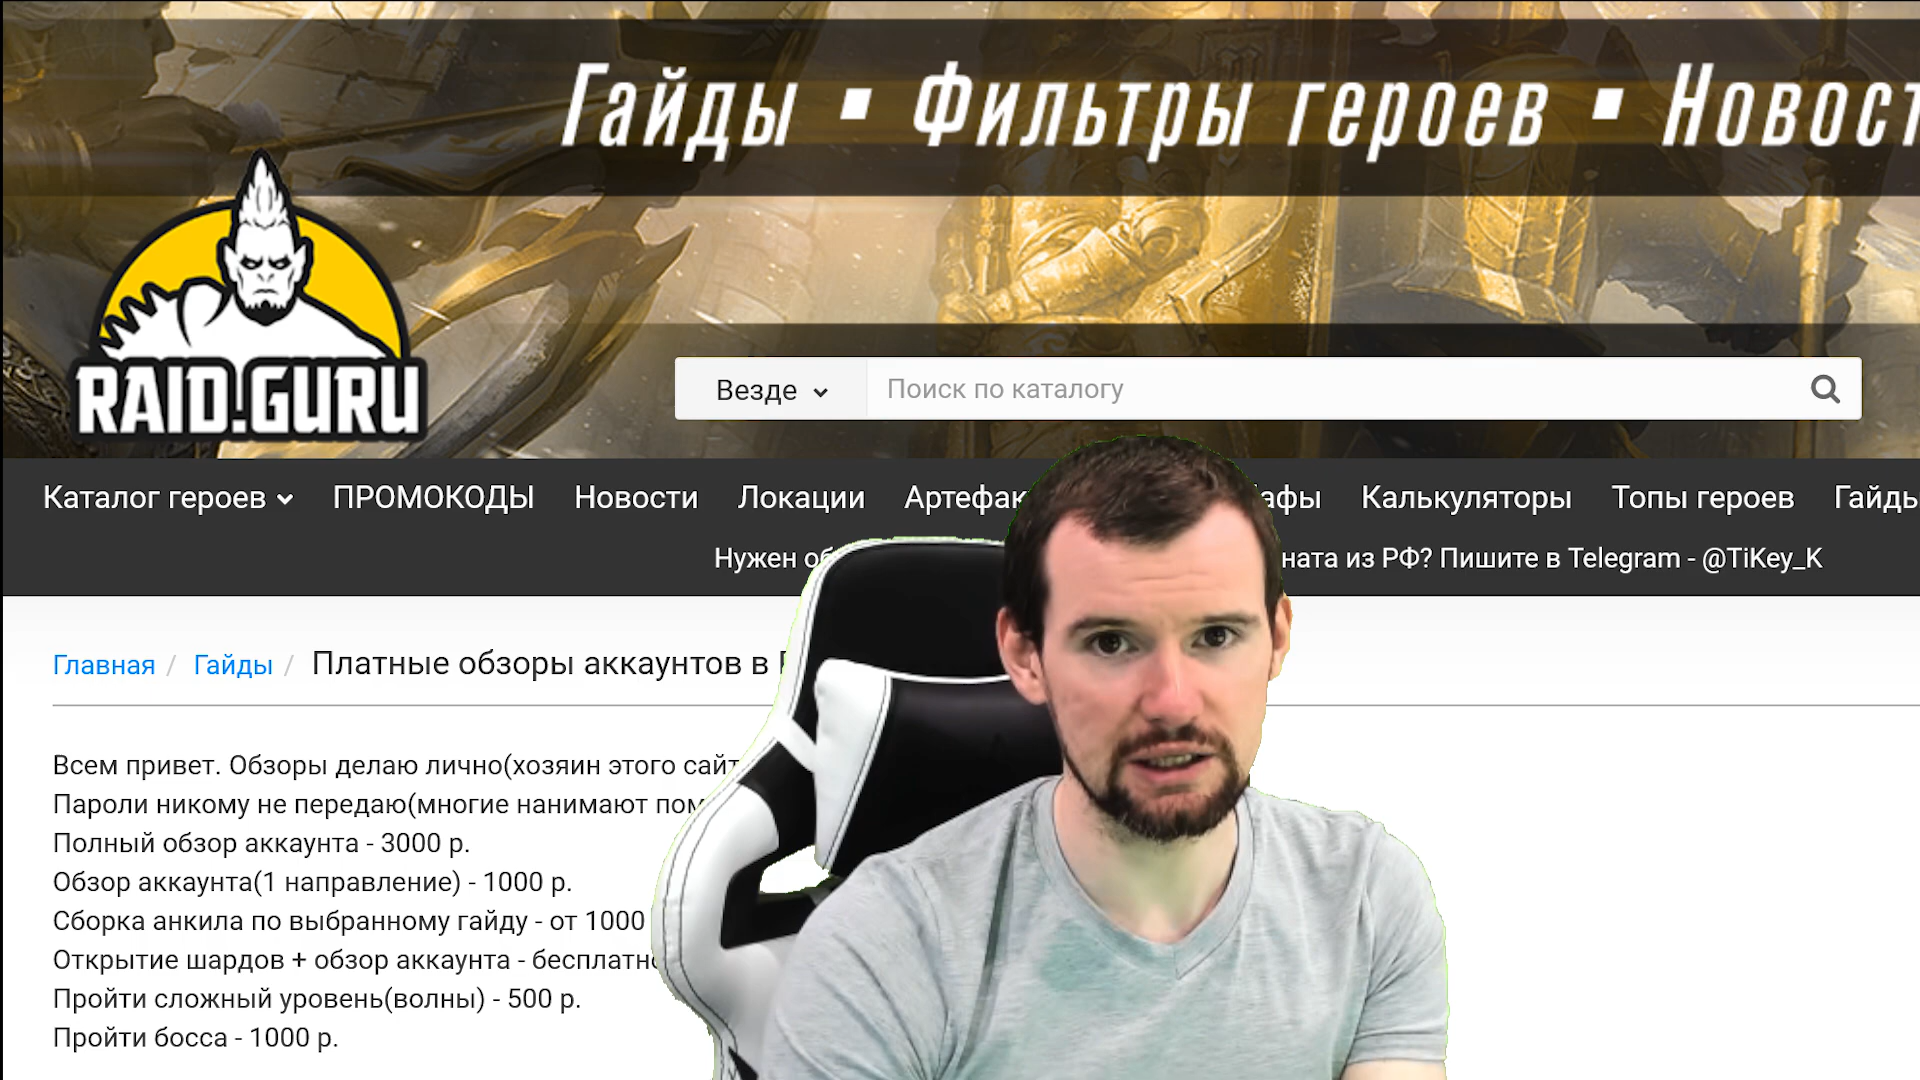 Гайды ▪ Фильтры героев ▪ Новост
RAID.GURU
Везде
Поиск по каталогу
Каталог героев ПРОМОКОДЫ Новости Локации Артефак афы Калькуляторы Топы героев Гайды
Нужен об ната из РФ? Пишите в Telegram - @TiKey_K
Главная / Гайды / Платные обзоры аккаунтов в
Всем привет. Обзоры делаю лично(хозяин этого сайт
Пароли никому не передаю(многие нанимают пом
Полный обзор аккаунта - 3000 р.
Обзор аккаунта(1 направление) - 1000 р.
Сборка анкила по выбранному гайду - от 1000
Открытие шардов + обзор аккаунта - бесплатно
Пройти сложный уровень(волны) - 500 р.
Пройти босса - 1000 р.